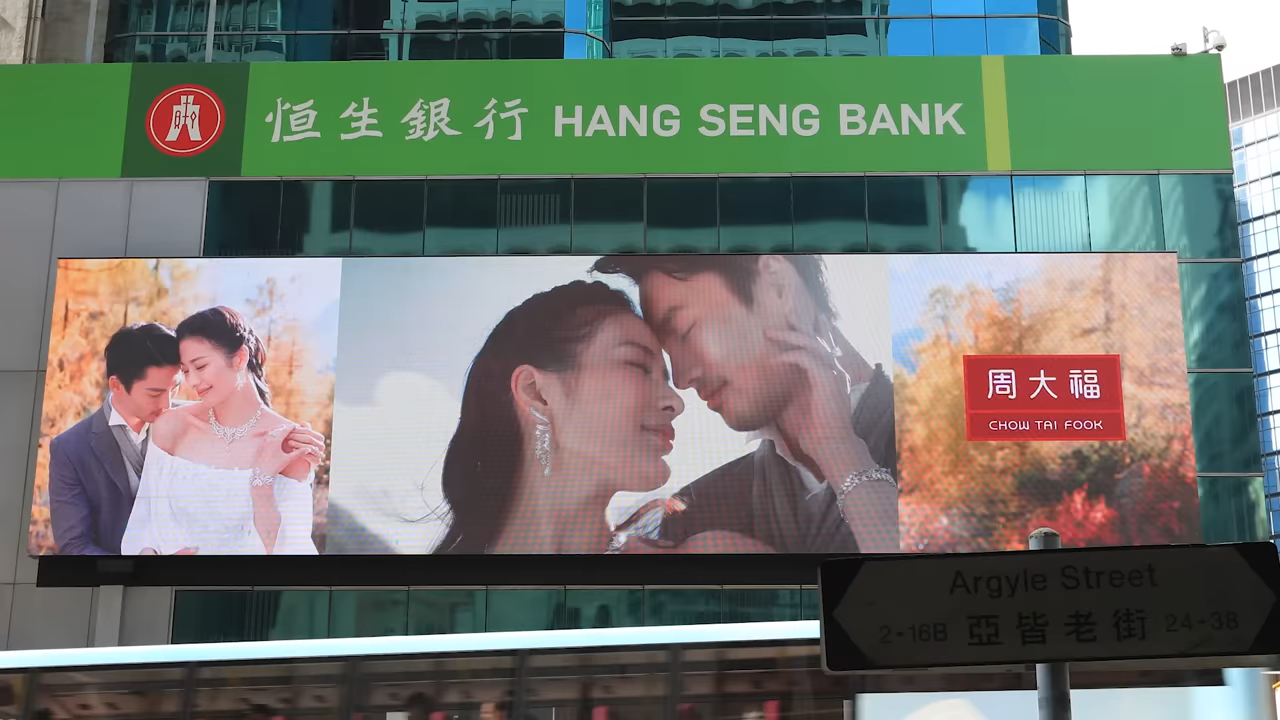 恒生銀行 HANG SENG BANK
周大福
CHOW TAI FOOK
Argyle Street
2-16B 亞皆老街 24-38